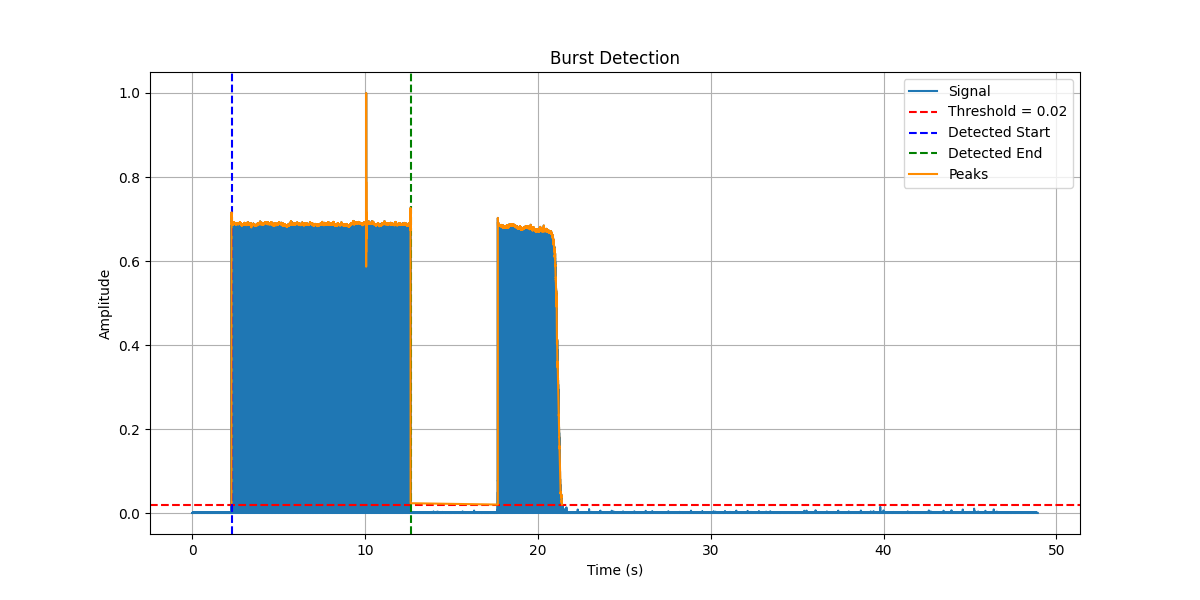 Burst Detection
Signal
Threshold = 0.02
Detected Start
Detected End
Peaks
Amplitude
1.0
0.8
0.6
0.4
0.2
0.0
0 10 20 30 40 50
Time (s)